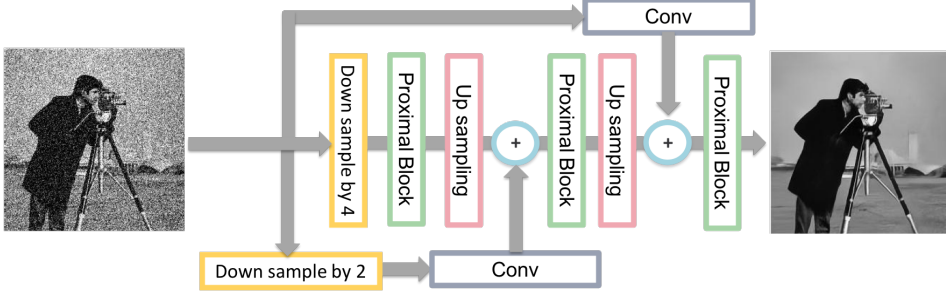 Conv
Down sample by 4
Proximal Block
Up sampling
+
Proximal Block
Up sampling
+
Proximal Block
Down sample by 2
Conv